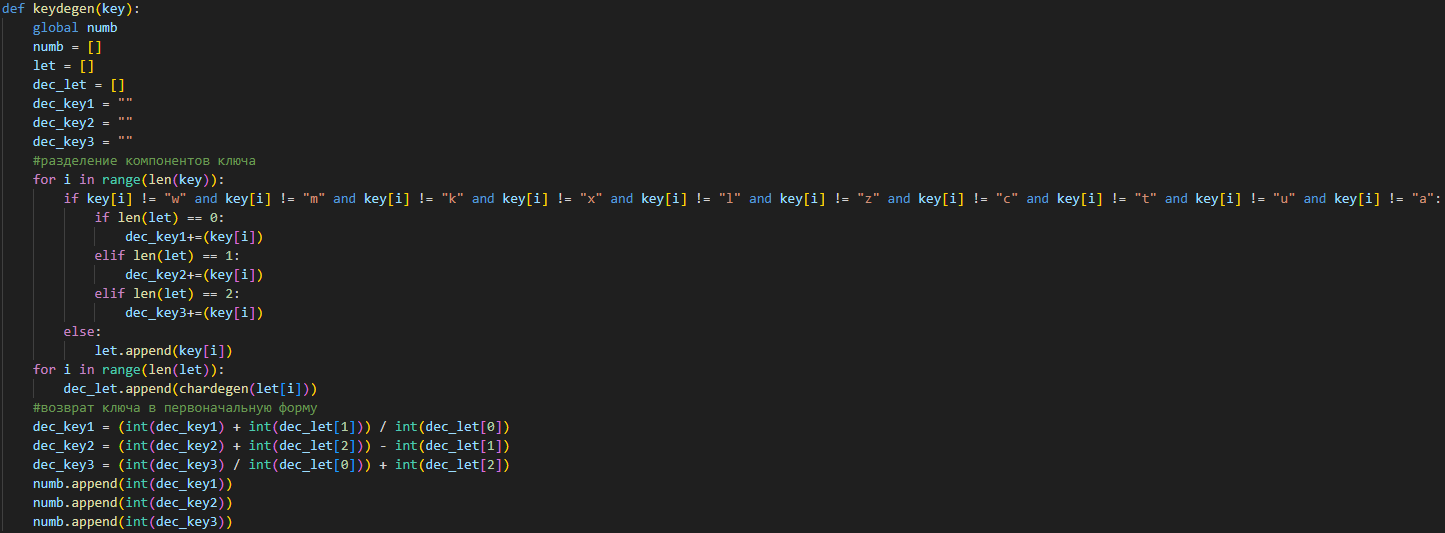 def keydegen(key):
    global numb
    numb = []
    let = []
    dec_let = []
    dec_key1 = ""
    dec_key2 = ""
    dec_key3 = ""
    #разделение компонентов ключа
    for i in range(len(key)):
        if key[i] != "w" and key[i] != "m" and key[i] != "k" and key[i] != "x" and key[i] != "l" and key[i] != "z" and key[i] != "c" and key[i] != "t" and key[i] != "u" and key[i] != "a":
            if len(let) == 0:
                dec_key1+=(key[i])
            elif len(let) == 1:
                dec_key2+=(key[i])
            elif len(let) == 2:
                dec_key3+=(key[i])
        else:
            let.append(key[i])
    for i in range(len(let)):
        dec_let.append(chardegen(let[i]))
    #возврат ключа в первоначальную форму
    dec_key1 = (int(dec_key1) + int(dec_let[1])) / int(dec_let[0])
    dec_key2 = (int(dec_key2) + int(dec_let[2])) - int(dec_let[1])
    dec_key3 = (int(dec_key3) / int(dec_let[0])) + int(dec_let[2])
    numb.append(int(dec_key1))
    numb.append(int(dec_key2))
    numb.append(int(dec_key3))